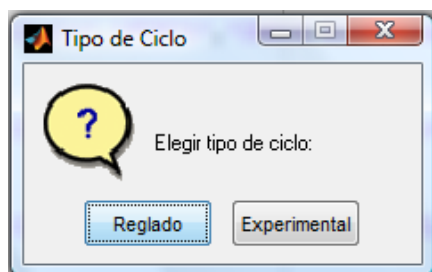 Tipo de Ciclo
?
Elegir tipo de ciclo:
Reglado
Experimental